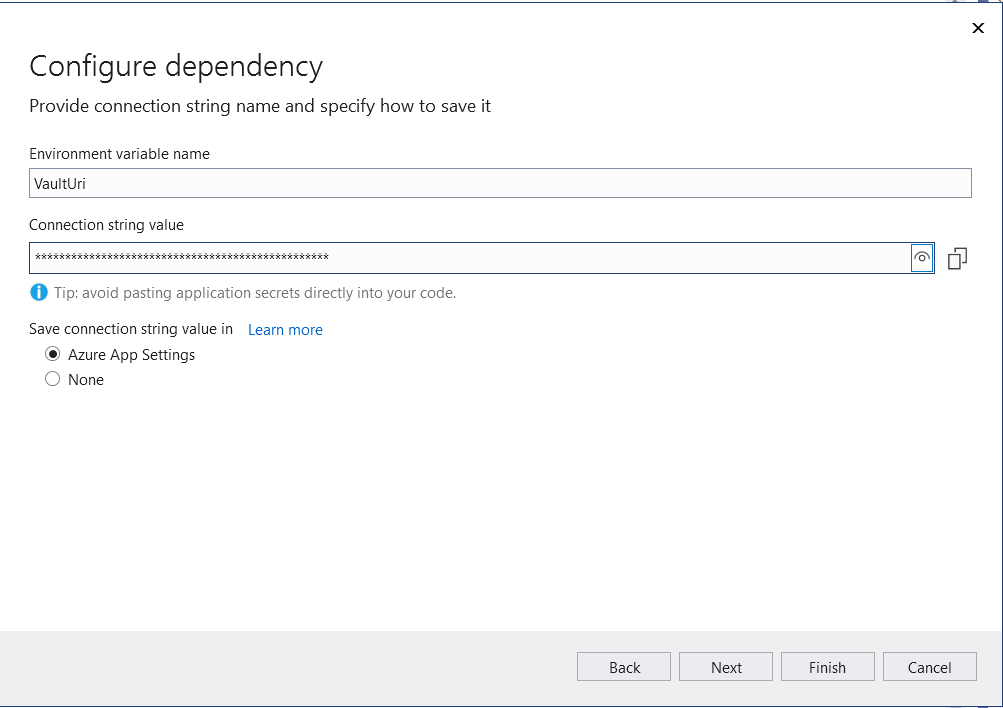 Configure dependency
Provide connection string name and specify how to save it
Environment variable name
VaultUri
Connection string value
*************************************************
Tip: avoid pasting application secrets directly into your code.
Save connection string value in Learn more
Azure App Settings
None
Back Next Finish Cancel